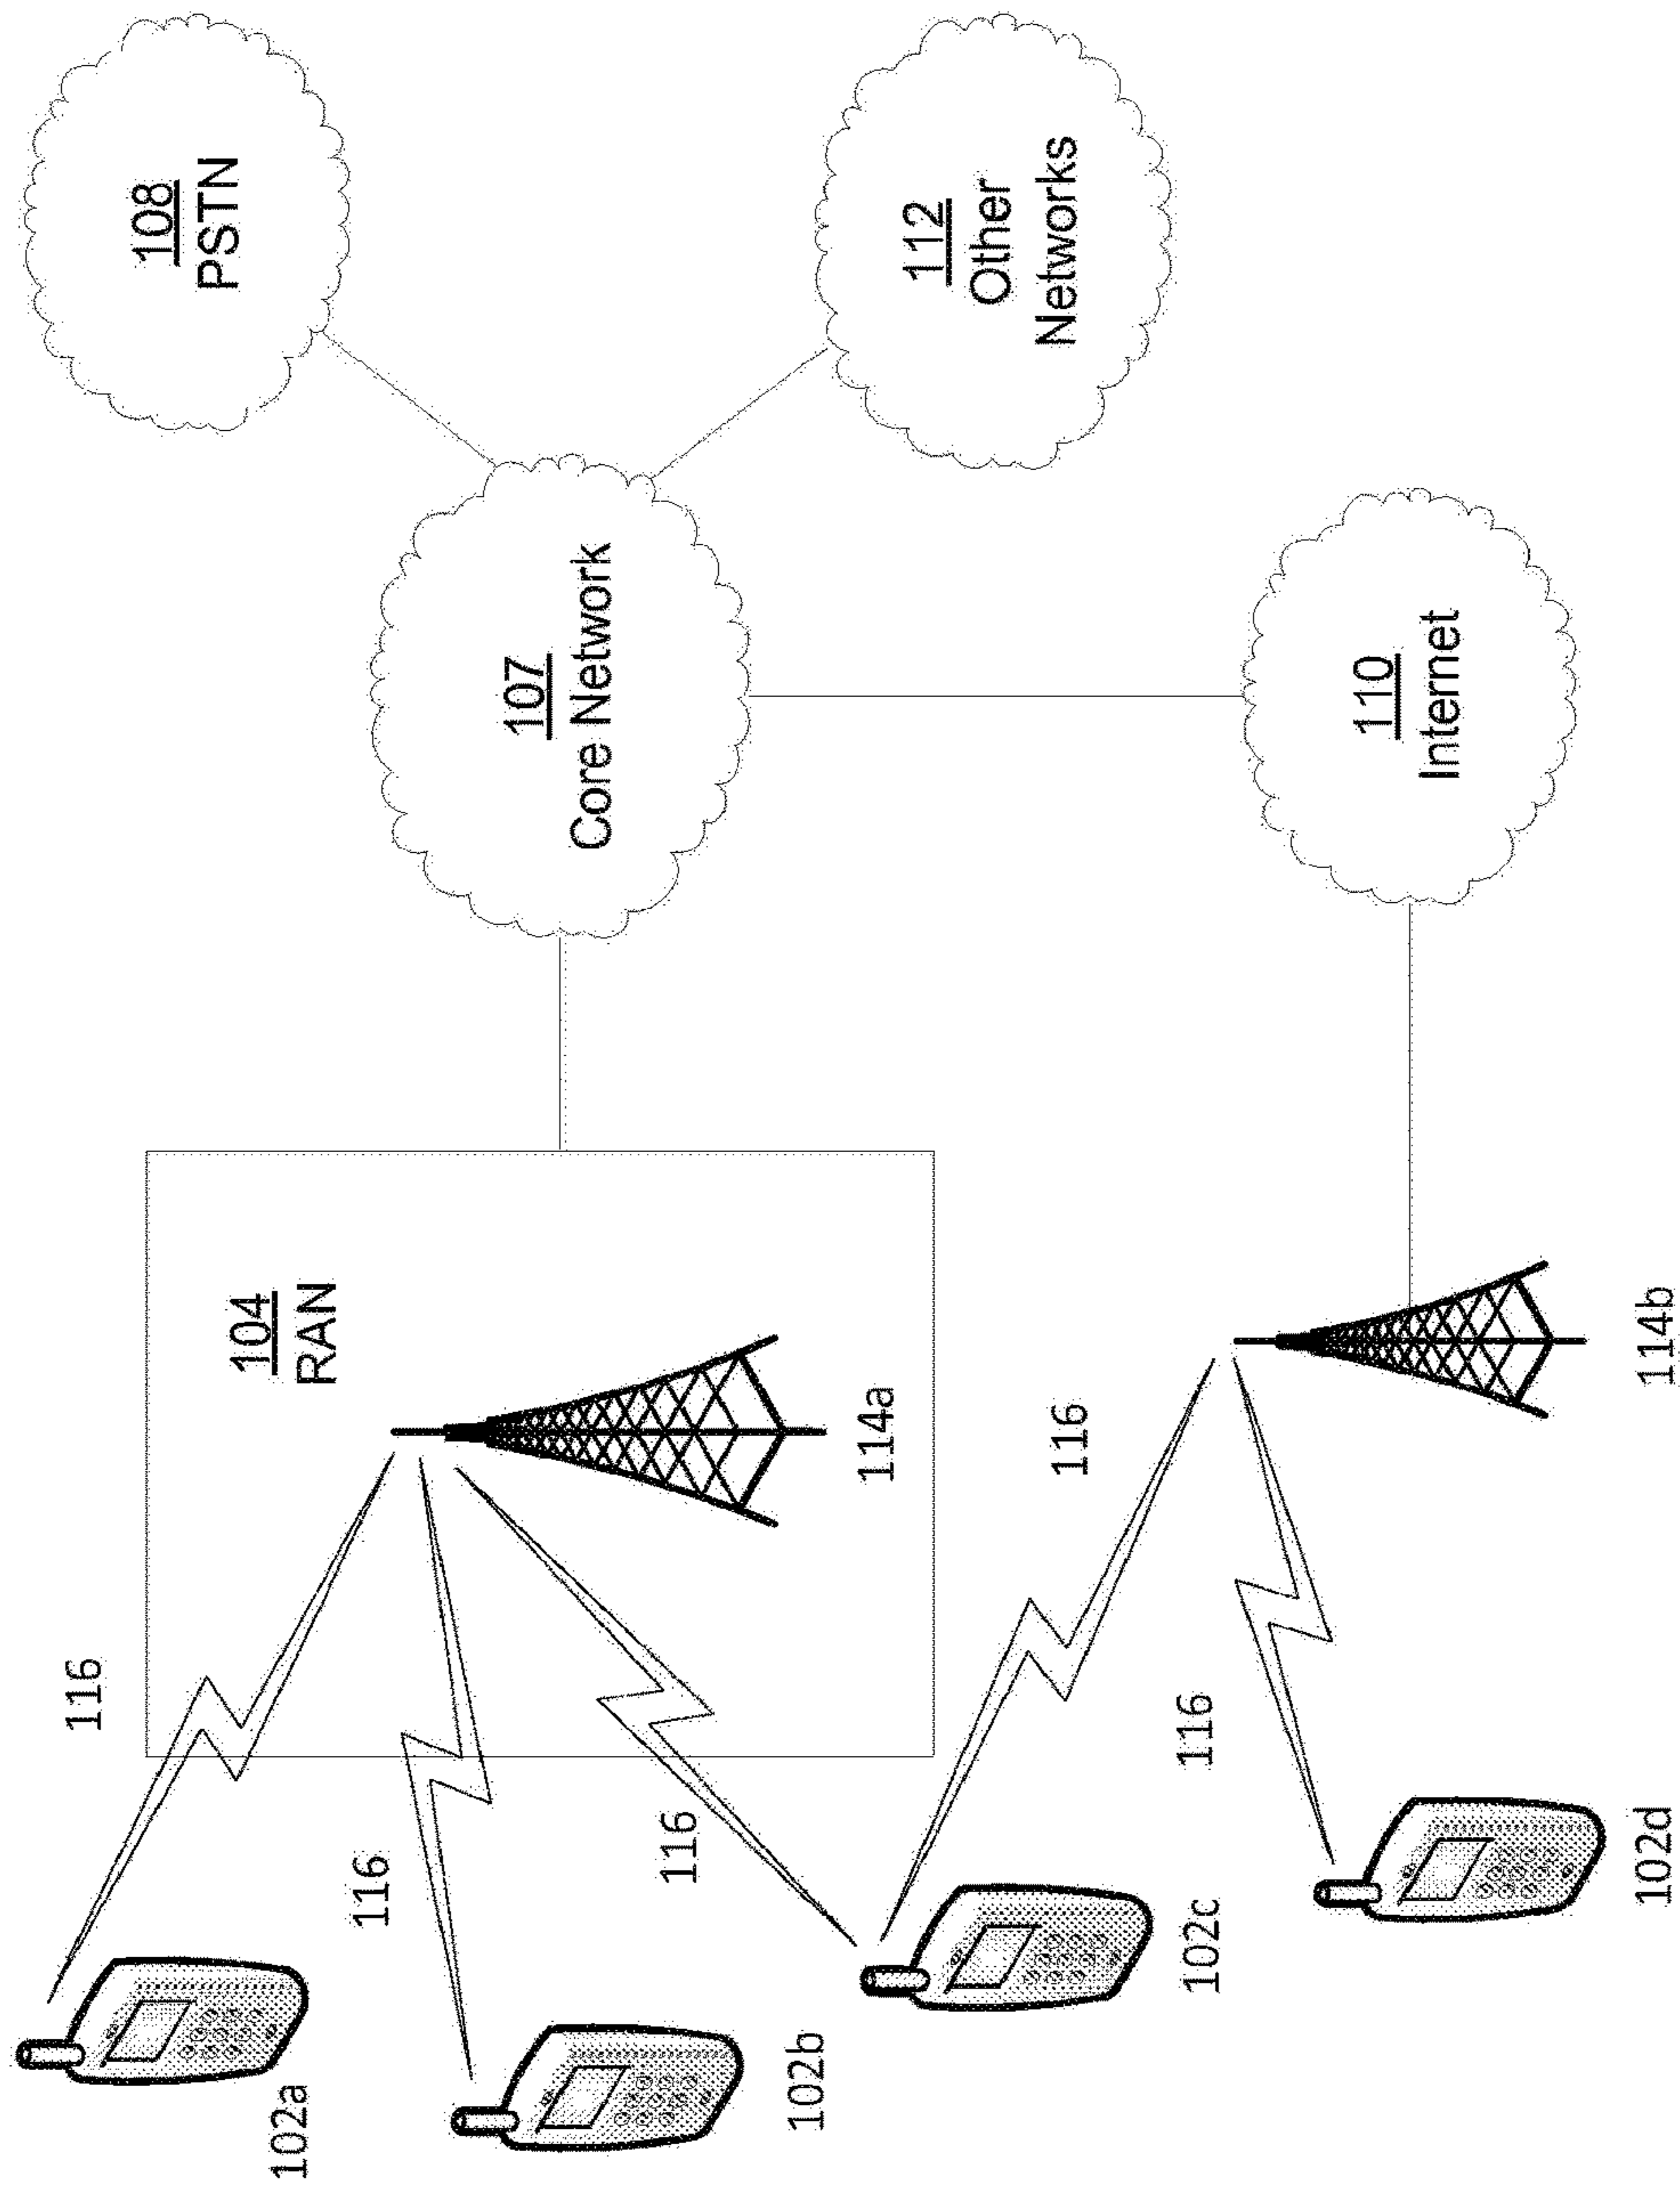 116
108
PSTN
104
RAN
102a
116
107
Core Network
116
102b
114a
112
Other
Networks
116
102c
116
110
Internet
102d
114b